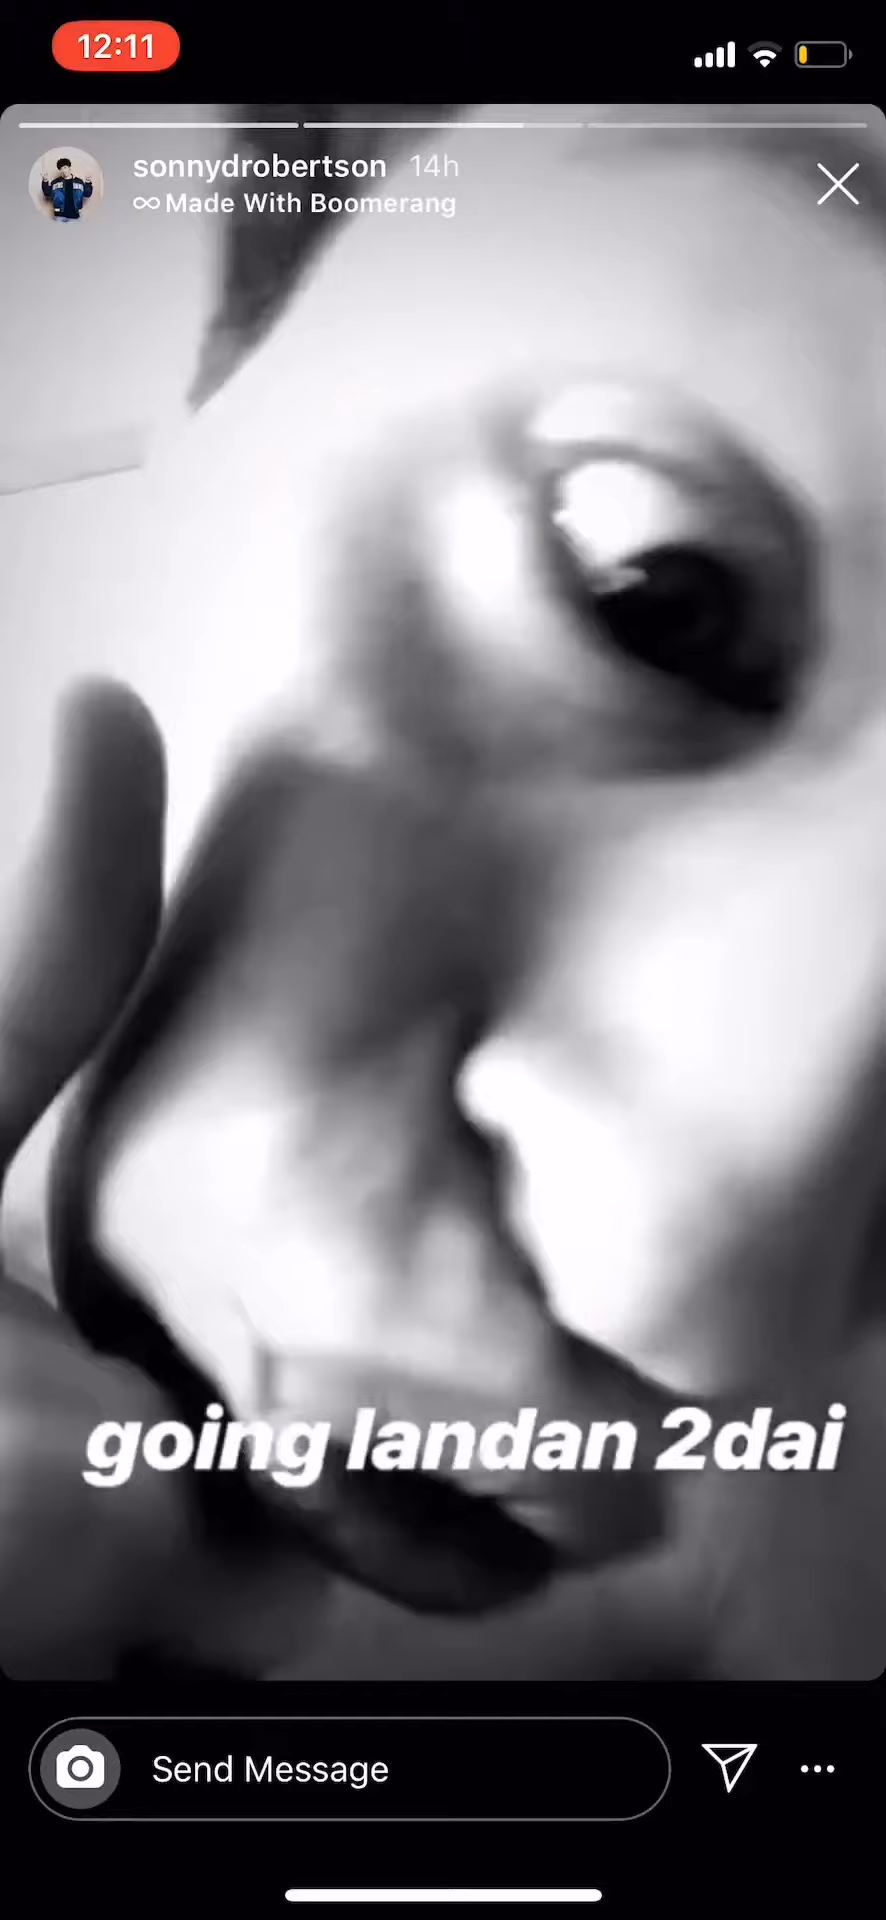 12:11
sonnydrobertson 14h
∞Made With Boomerang
going landan 2dai
Send Message